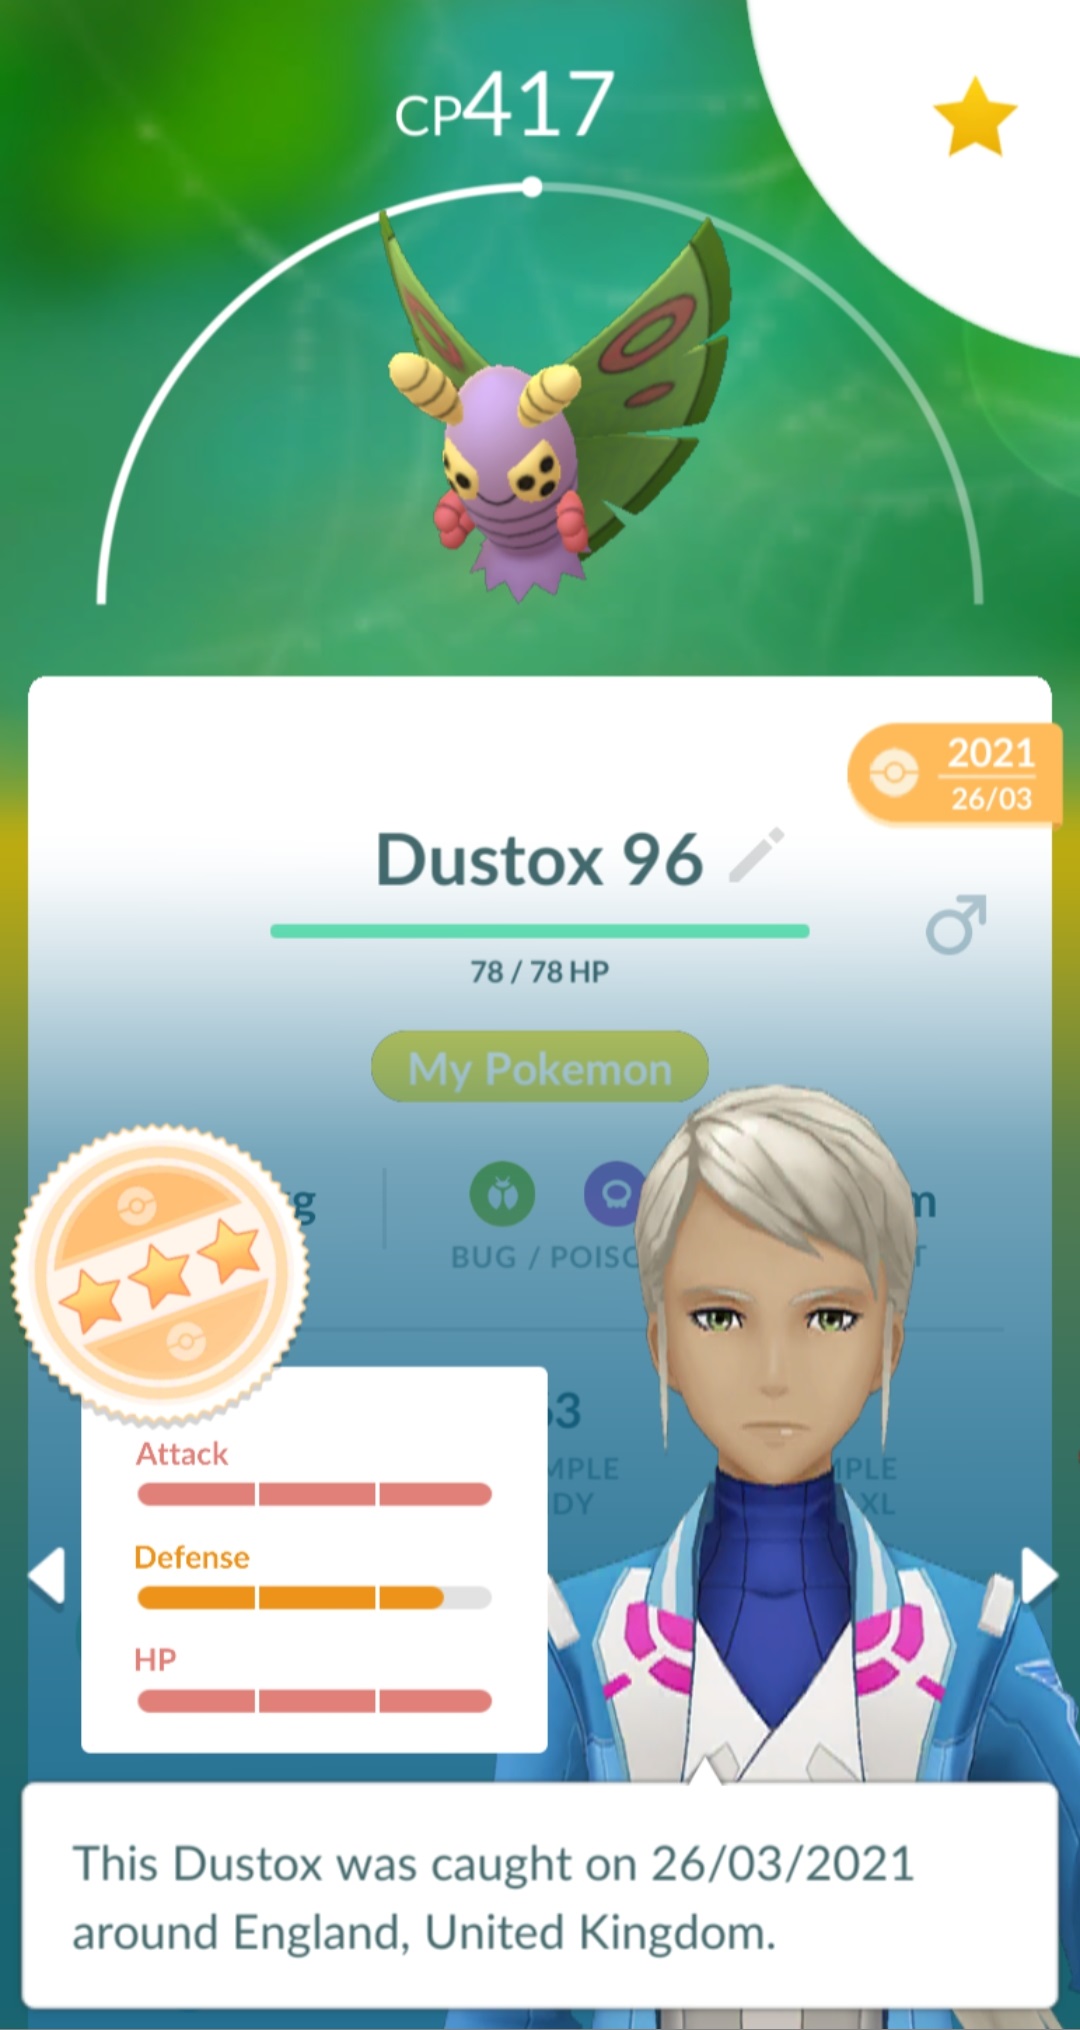 CP417
2021
26/03
Dustox 96
78 / 78 HP
My Pokemon
BUG /
Attack
Defense
HP
This Dustox was caught on 26/03/2021
around England, United Kingdom.